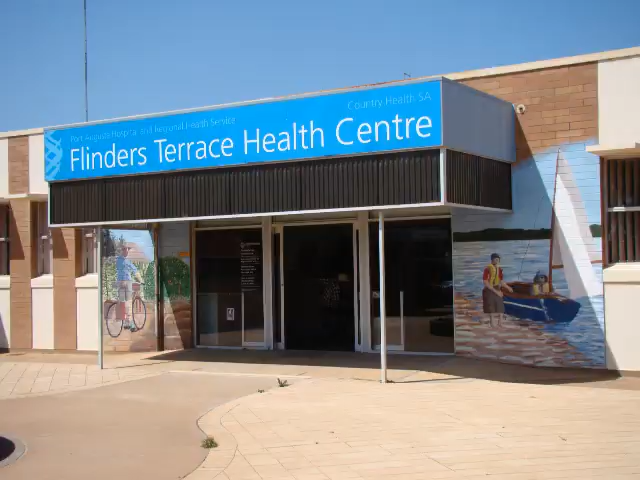 Port Augusta Hospital and Regional Health Service
Country Health SA
Flinders Terrace Health Centre